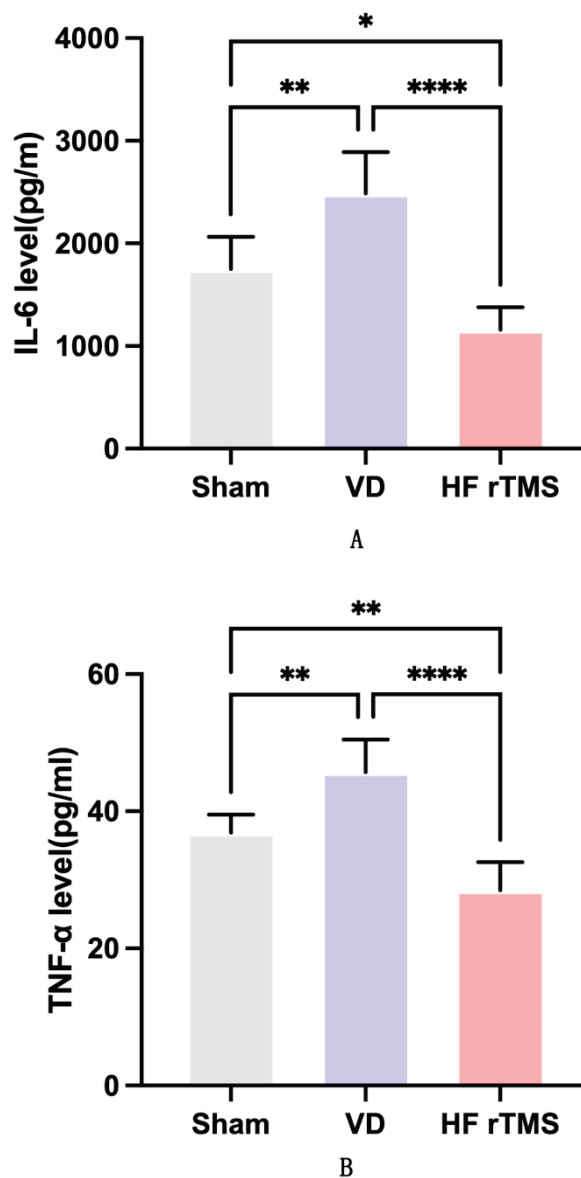 4000
*
** ****
3000
2000
1000
0
IL-6 level(pg/m)
Sham VD HF rTMS
A
**
** ****
60
40
20
0
TNF-α level(pg/ml)
Sham VD HF rTMS
B